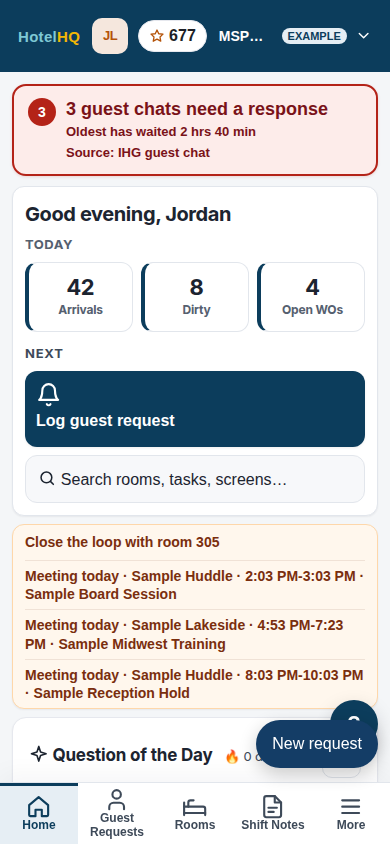 HotelHQ JL 677 MSP… EXAMPLE
3 3 guest chats need a response
Oldest has waited 2 hrs 40 min
Source: IHG guest chat
Good evening, Jordan
TODAY
42 8 4
Arrivals Dirty Open WOs
NEXT
Log guest request
Search rooms, tasks, screens…
Close the loop with room 305
Meeting today · Sample Huddle · 2:03 PM-3:03 PM ·
Sample Board Session
Meeting today · Sample Lakeside · 4:53 PM-7:23
PM · Sample Midwest Training
Meeting today · Sample Huddle · 8:03 PM-10:03 PM
· Sample Reception Hold
Question of the Day 🔥 0
New request
Home Guest Requests Rooms Shift Notes More